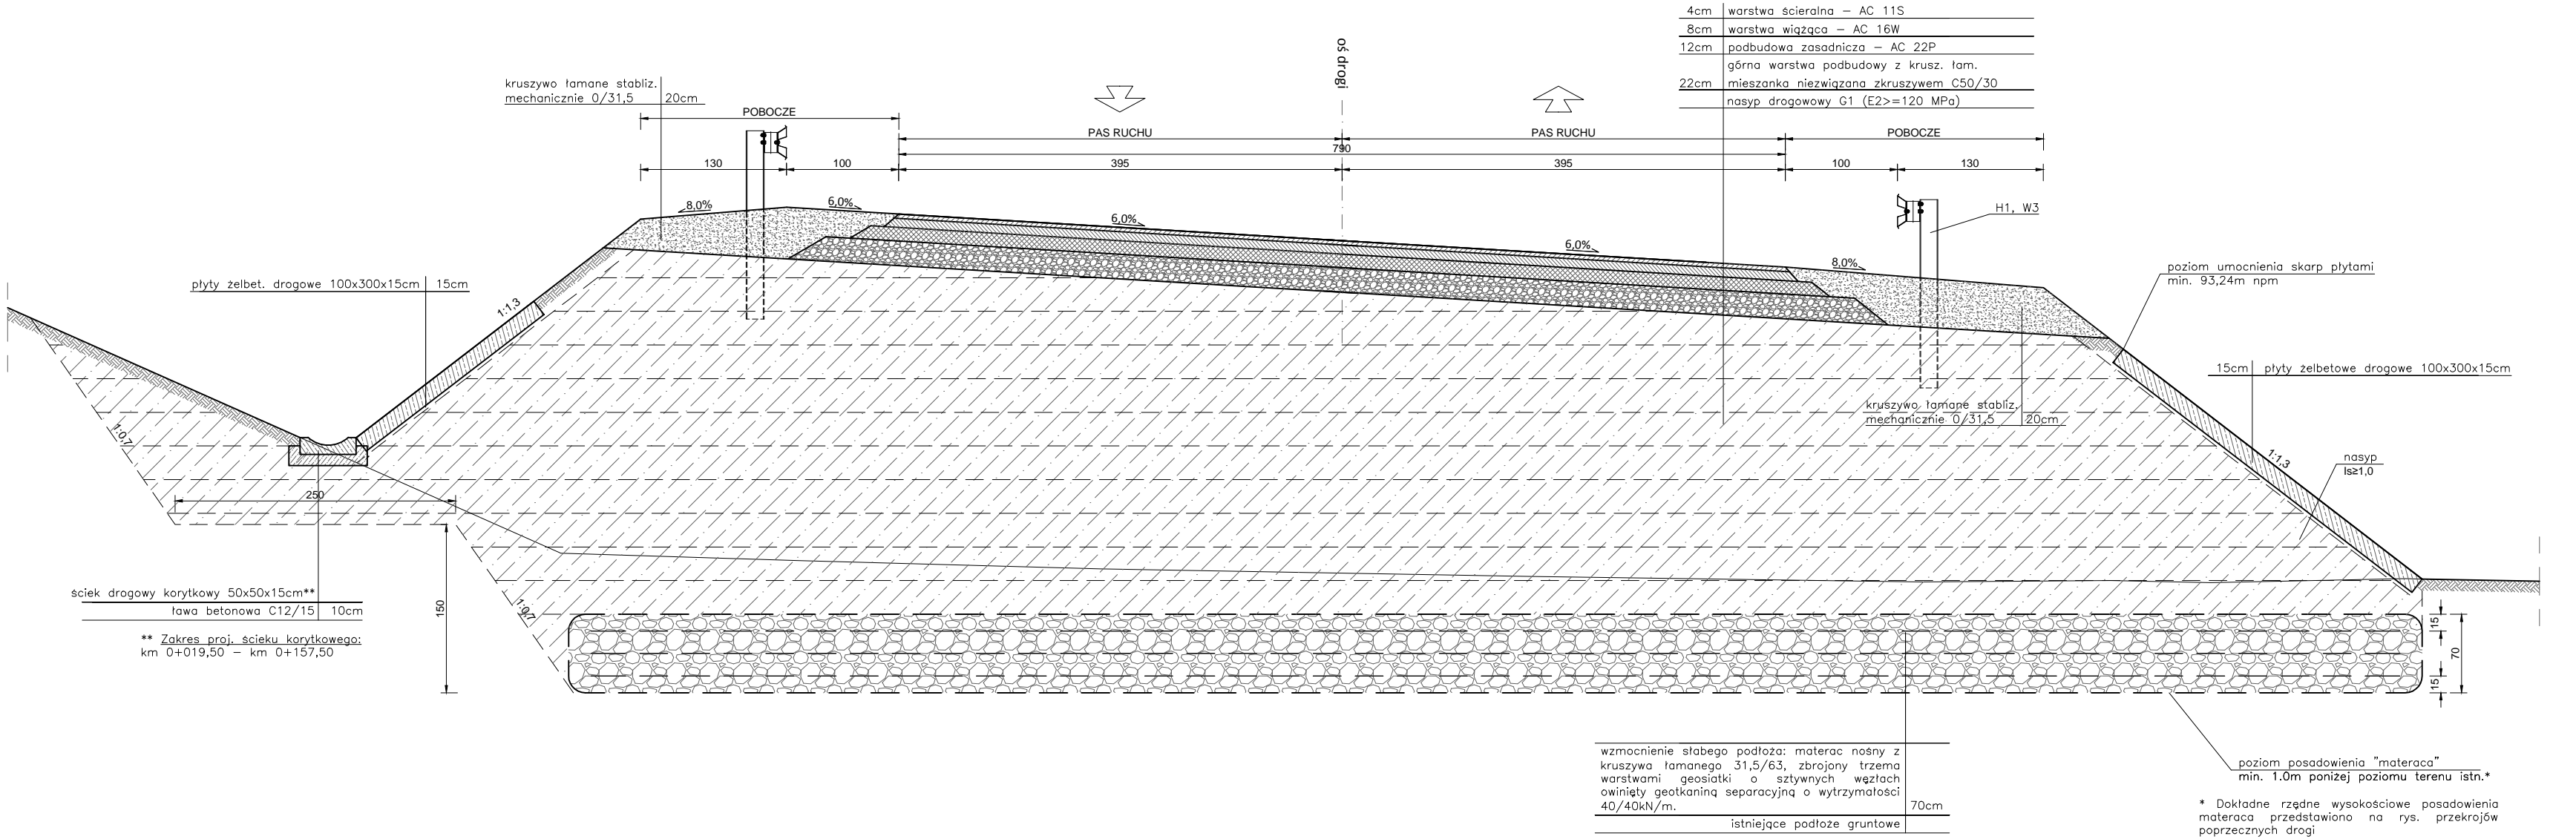 4cm warstwa ścieralna – AC 11S
8cm warstwa wiążąca – AC 16W
12cm podbudowa zasadnicza – AC 22P
górna warstwa podbudowy z krusz. łam.
22cm mieszanka niezwiązana zkruszywem C50/30
nasyp drogowowy G1 (E2>=120 MPa)
oś drogi
kruszywo łamane stabliz.
mechanicznie 0/31,5 20cm
POBOCZE
PAS RUCHU
PAS RUCHU
POBOCZE
790
130
100
395
395
100
130
8,0%
6,0%
6,0%
6,0%
8,0%
H1, W3
poziom umocnienia skarp płytami
min. 93,24m npm
płyty żelbet. drogowe 100x300x15cm 15cm
1:1,3
15cm płyty żelbetowe drogowe 100x300x15cm
kruszywo łamane stabliz.
mechanicznie 0/31,5 20cm
1:0,7
1:1,3
nasyp
Is≥1,0
250
150
1:0,7
ściek drogowy korytkowy 50x50x15cm**
ława betonowa C12/15 10cm
** Zakres proj. ścieku korytkowego:
km 0+019,50 – km 0+157,50
15
70
15
wzmocnienie słabego podłoża: materac nośny z
kruszywa łamanego 31,5/63, zbrojony trzema
warstwami geosiatki o sztywnych węzłach
owinięty geotkaniną separacyjną o wytrzymałości
40/40kN/m. 70cm
istniejące podłoże gruntowe
poziom posadowienia "materaca"
min. 1.0m poniżej poziomu terenu istn.*
* Dokładne rzędne wysokościowe posadowienia
materaca przedstawiono na rys. przekrojów
poprzecznych drogi